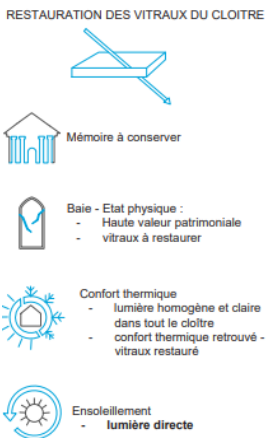 RESTAURATION DES VITRAUX DU CLOITRE
Mémoire à conserver
Baie - Etat physique :
- Haute valeur patrimoniale
- vitraux à restaurer
Confort thermique
- lumière homogène et claire
dans tout le cloître
- confort thermique retrouvé -
vitraux restauré
Ensoleillement
- lumière directe